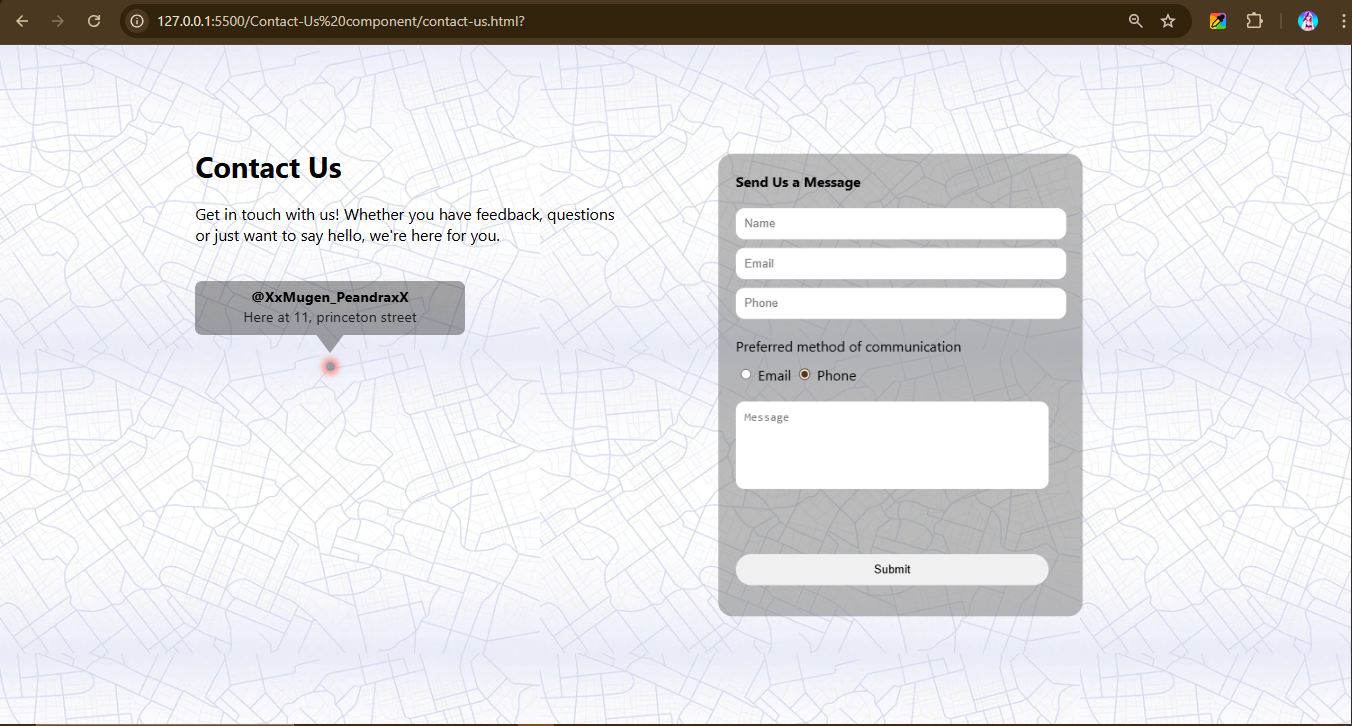 127.0.0.1:5500/Contact-Us%20component/contact-us.html?
Contact Us
Get in touch with us! Whether you have feedback, questions
or just want to say hello, we're here for you.
@XxMugen_PeandraxX
Here at 11, princeton street
Send Us a Message
Name
Email
Phone
Preferred method of communication
Email Phone
Message
Submit